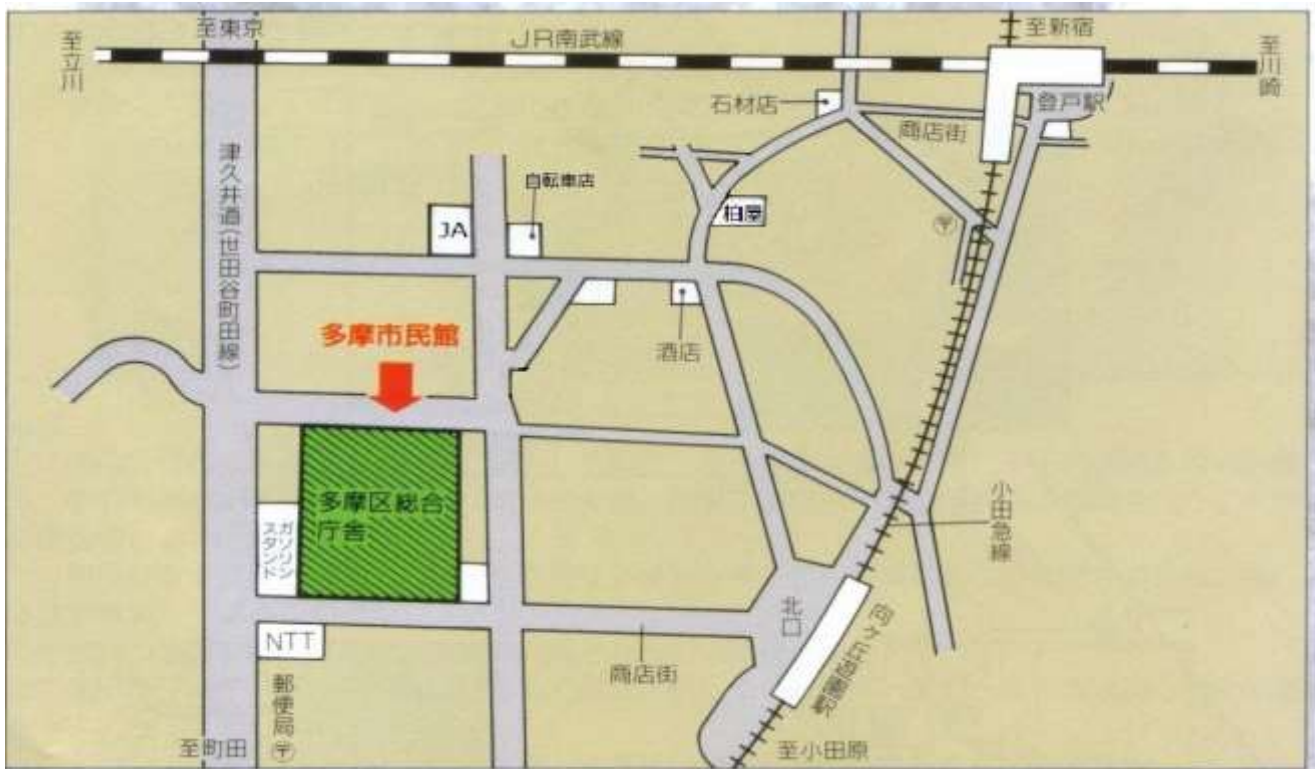 至東京
JR南武線
至新宿
至立川
至川崎
石材店
商店街
登戸駅
津久井道(世田谷町田線)
自転車店
JA
柏屋
〒
多摩市民館
酒店
多摩区総合
庁舎
ガソリン
スタンド
小田急線
北口
向ヶ丘遊園駅
NTT
商店街
郵便局
〒
至町田
至小田原